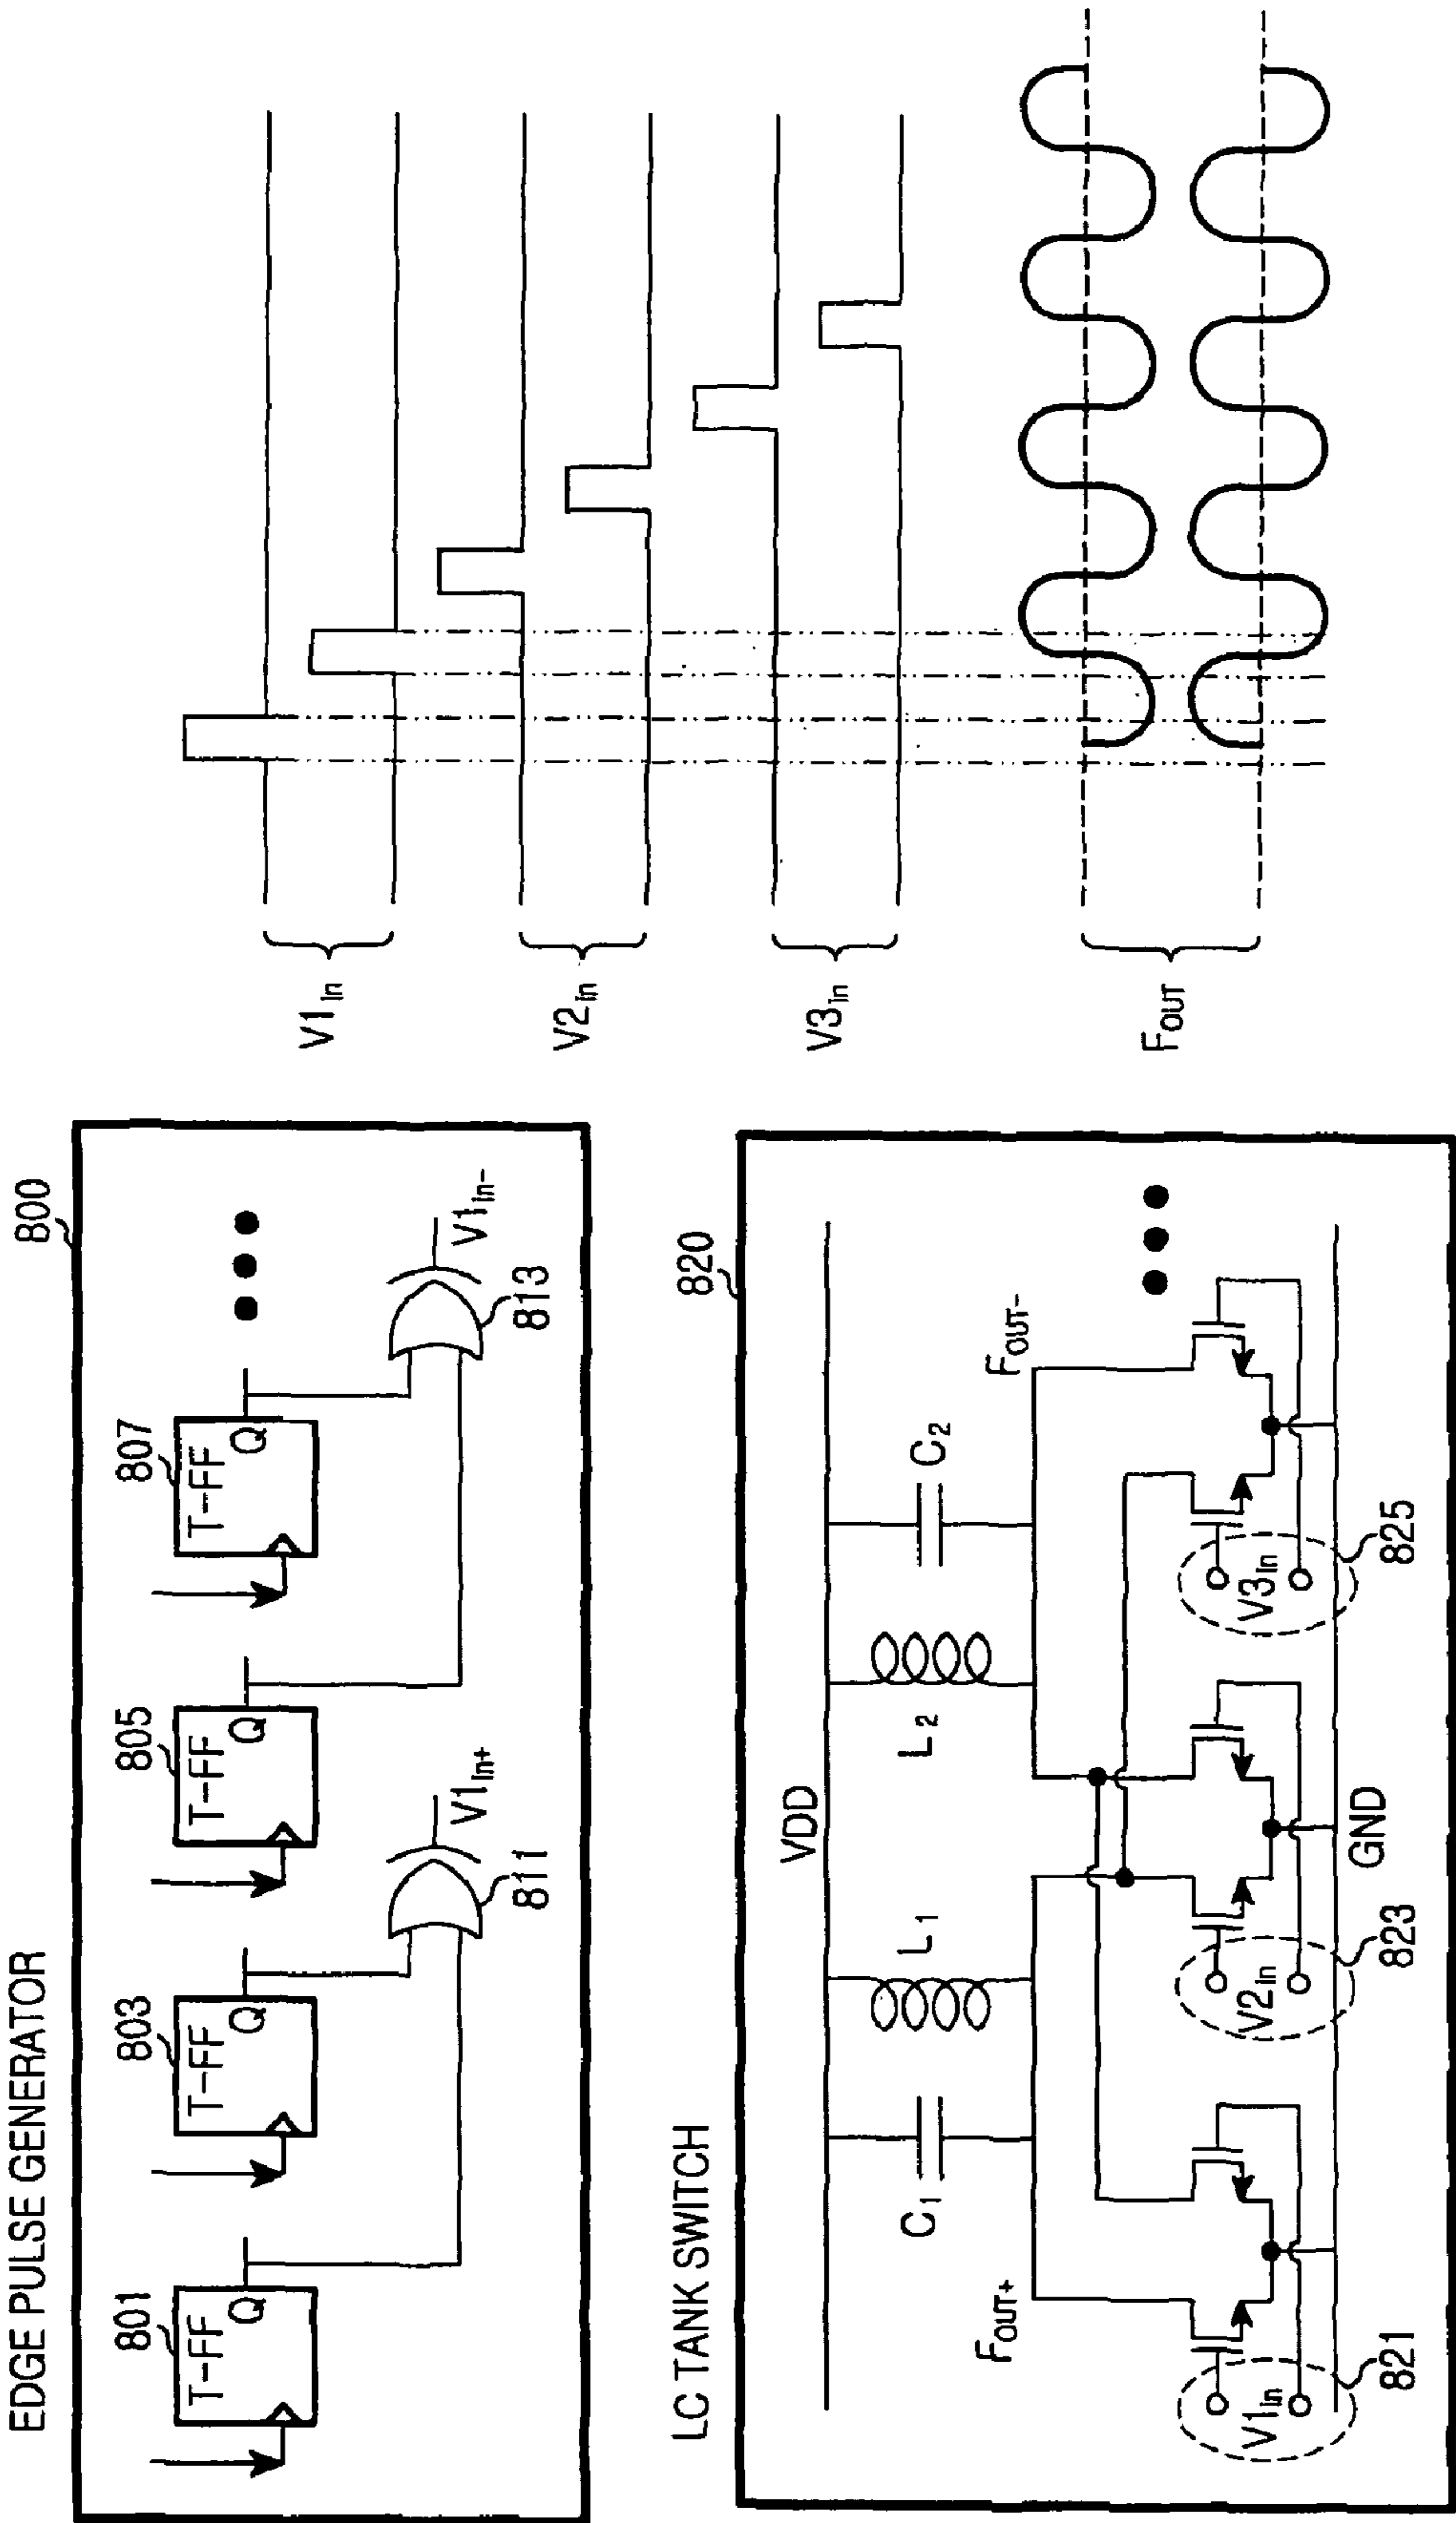 EDGE PULSE GENERATOR
800
801
803
805
807
T-FF
Q
T-FF
Q
T-FF
Q
T-FF
Q
811
V1in+
813
V1in-
LC TANK SWITCH
820
VDD
C1
L1
L2
C2
FOUT+
FOUT-
V1in
V2in
V3in
821
823
825
GND
V1in
V2in
V3in
FOUT